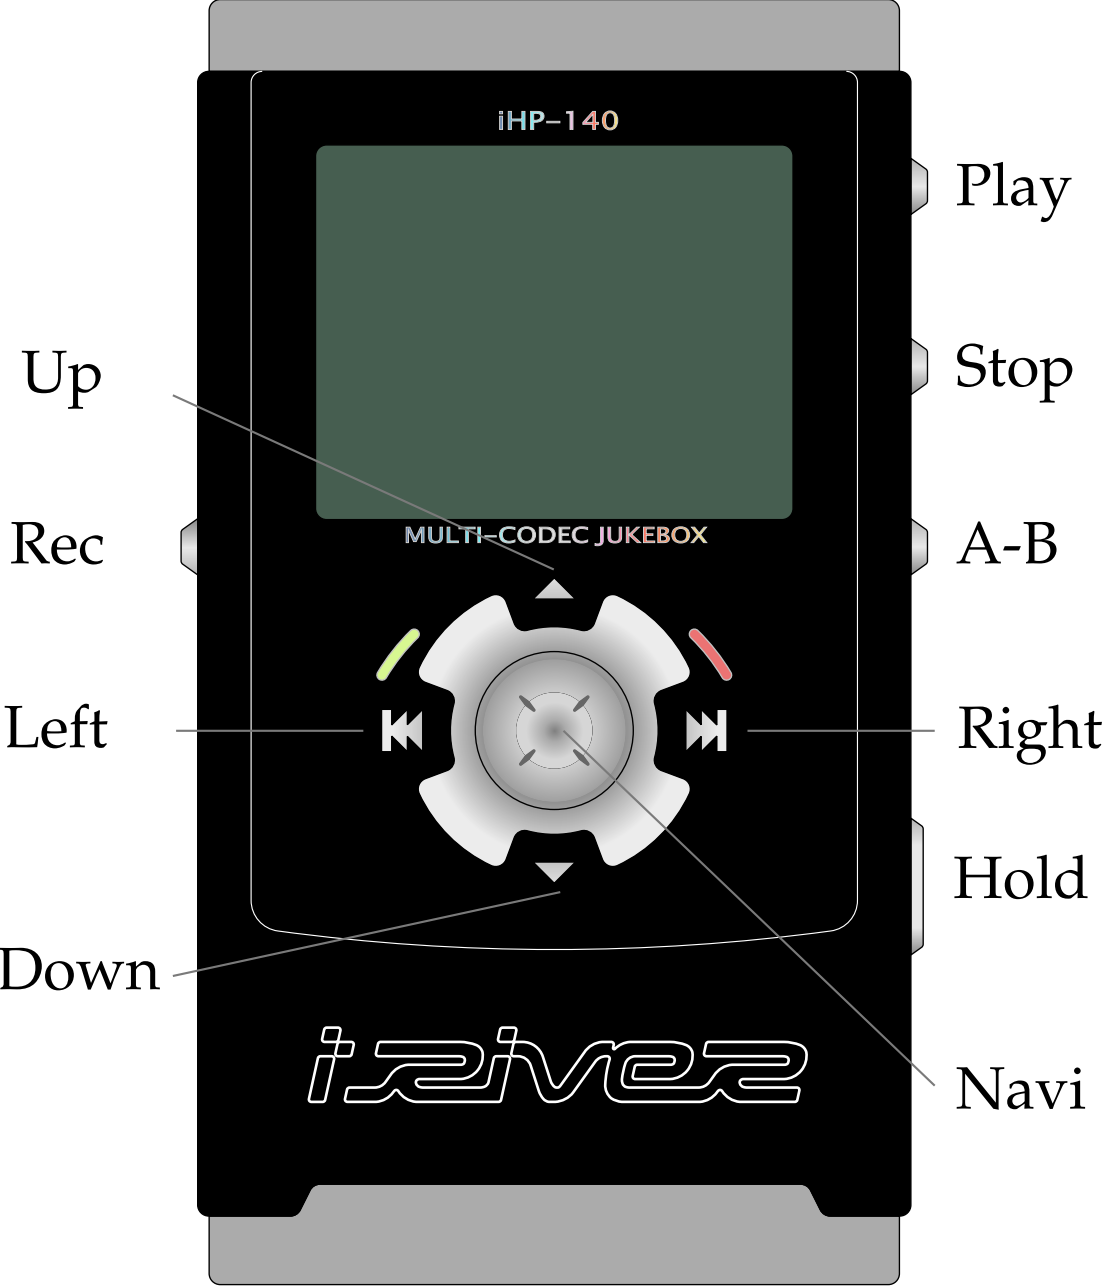 iHP-140
Play
Up
Stop
Rec
MULTI-CODEC JUKEBOX
A-B
Left
Right
Hold
Down
iRiver
Navi